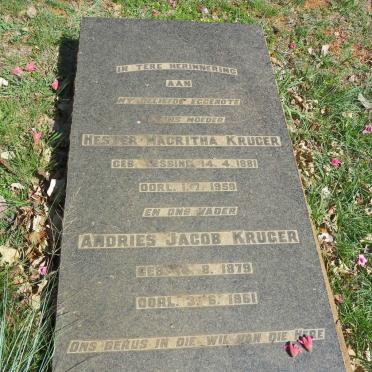 IN TERE HERINNERING
AAN
MY GELIEFDE EGGENOTE
EN ONS MOEDER
HESTER MAGRITHA KRUGER
GEB. LESSING 14.4.1881
OORL. 1.7.1959
EN ONS VADER
ANDRIES JACOB KRUGER
GEB. 8.1879
OORL. 3.6.1961
ONS BERUS IN DIE WIL VAN DIE HERE